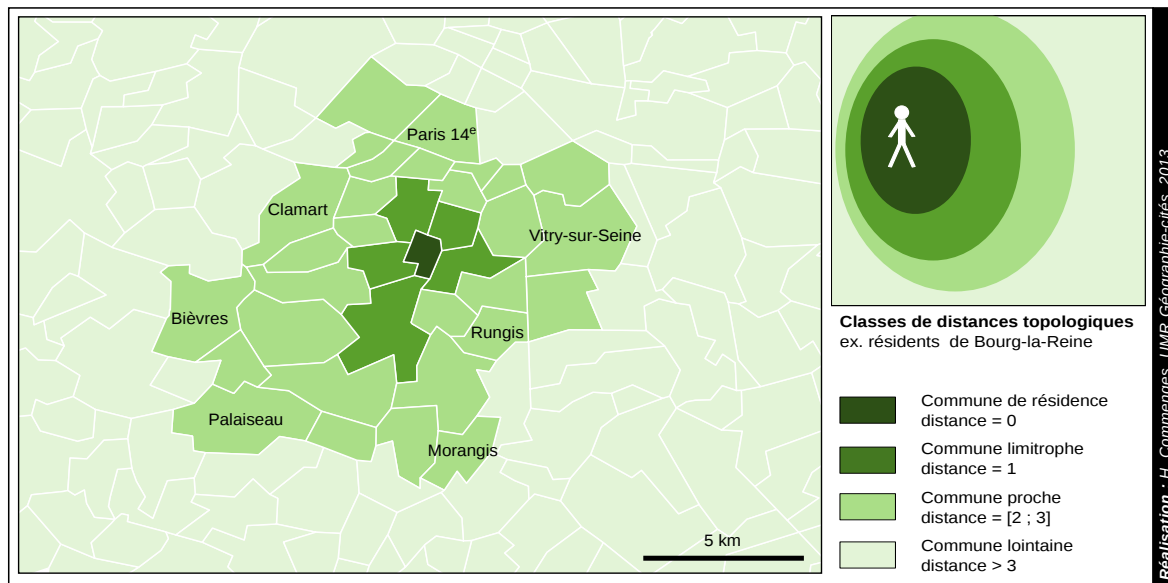 Paris 14e
Clamart
Vitry-sur-Seine
Bièvres
Rungis
Palaiseau
Morangis
5 km
Classes de distances topologiques
ex. résidents de Bourg-la-Reine
Commune de résidence
distance = 0
Commune limitrophe
distance = 1
Commune proche
distance = [2 ; 3]
Commune lointaine
distance > 3
Réalisation : H. Commenges, UMR Géographie-cités, 2013